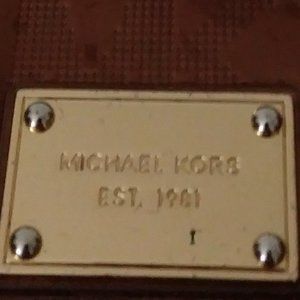 MICHAEL KORS
EST. 1981